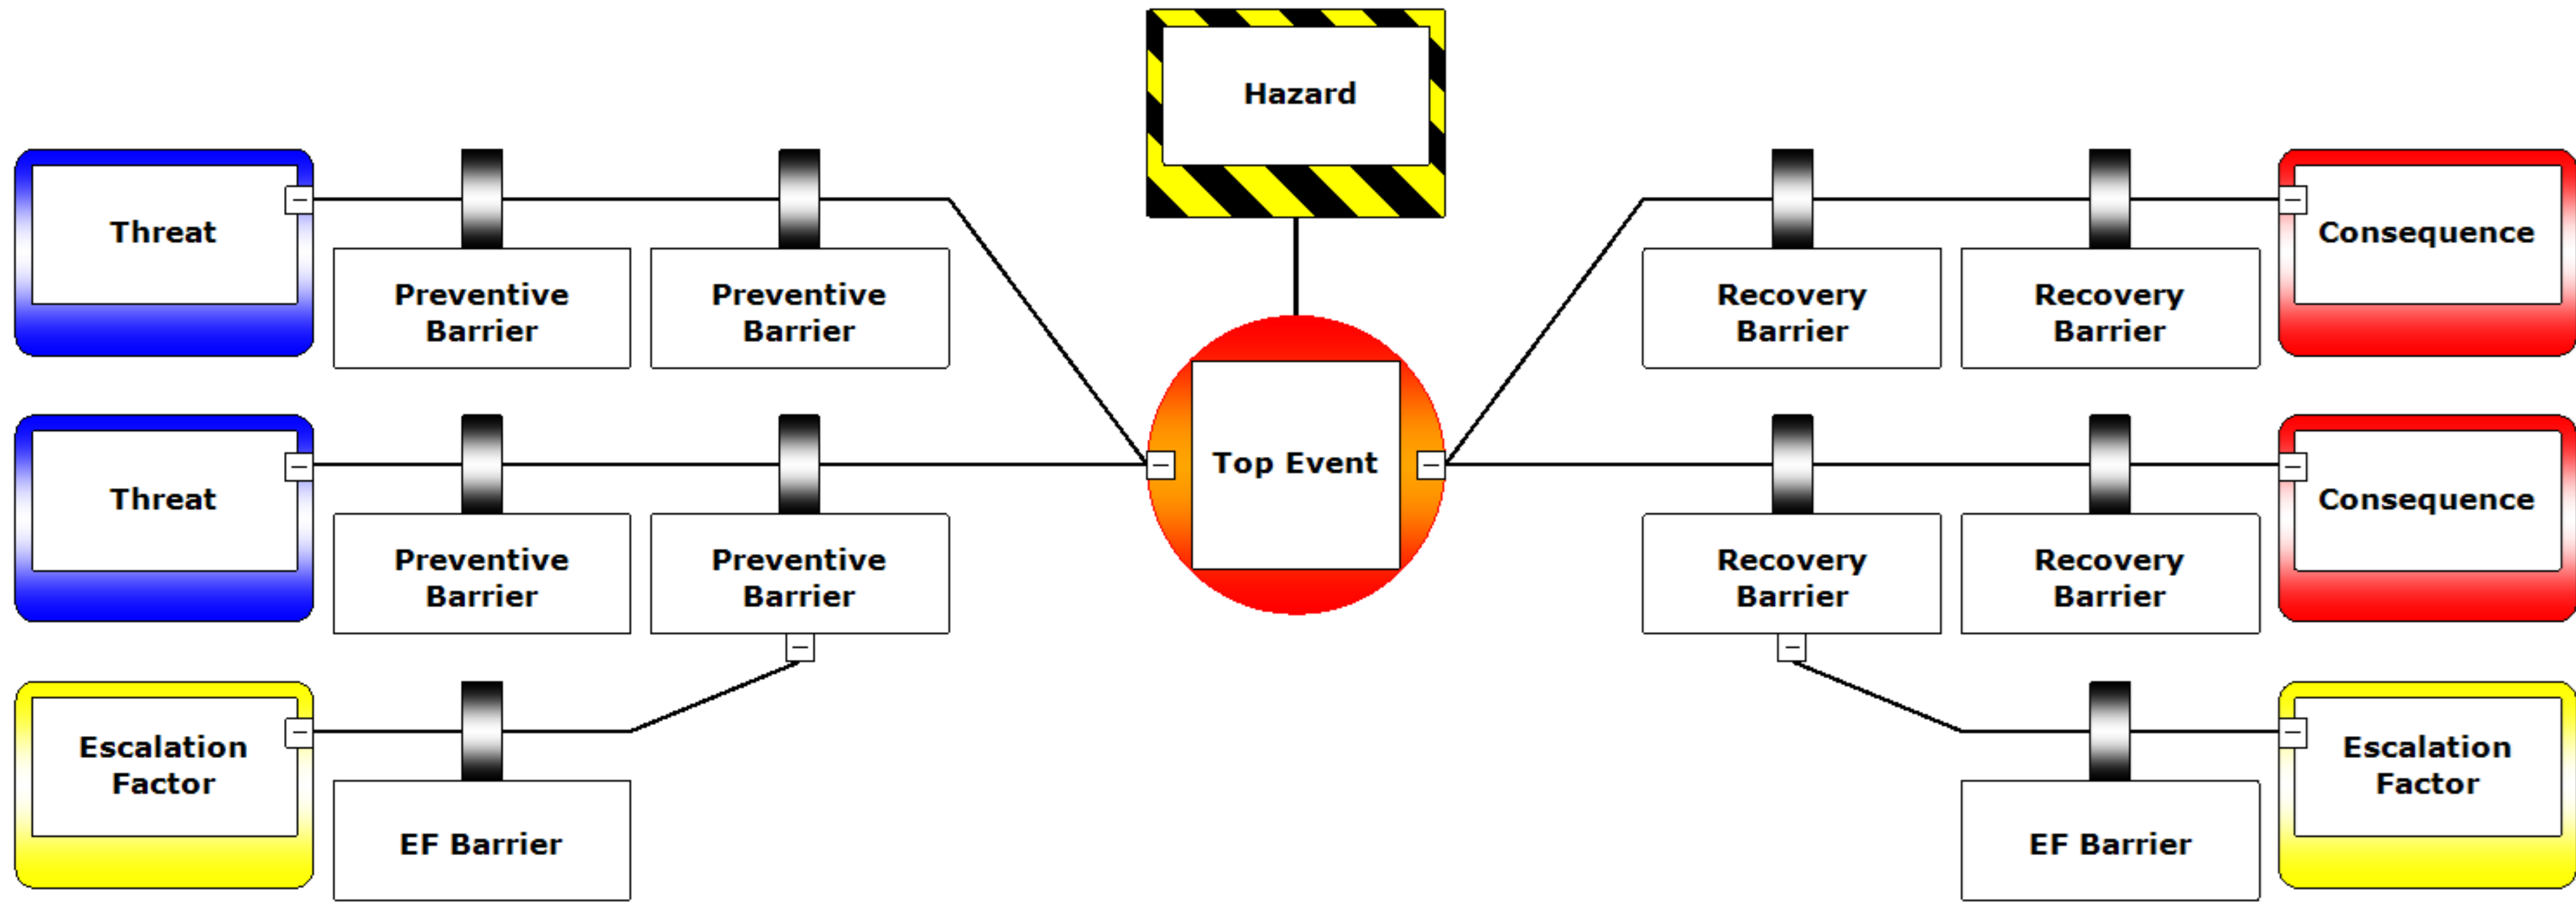 Hazard
Threat
Preventive
Barrier
Preventive
Barrier
Recovery
Barrier
Recovery
Barrier
Consequence
Threat
Preventive
Barrier
Preventive
Barrier
Top Event
Recovery
Barrier
Recovery
Barrier
Consequence
Escalation
Factor
EF Barrier
EF Barrier
Escalation
Factor